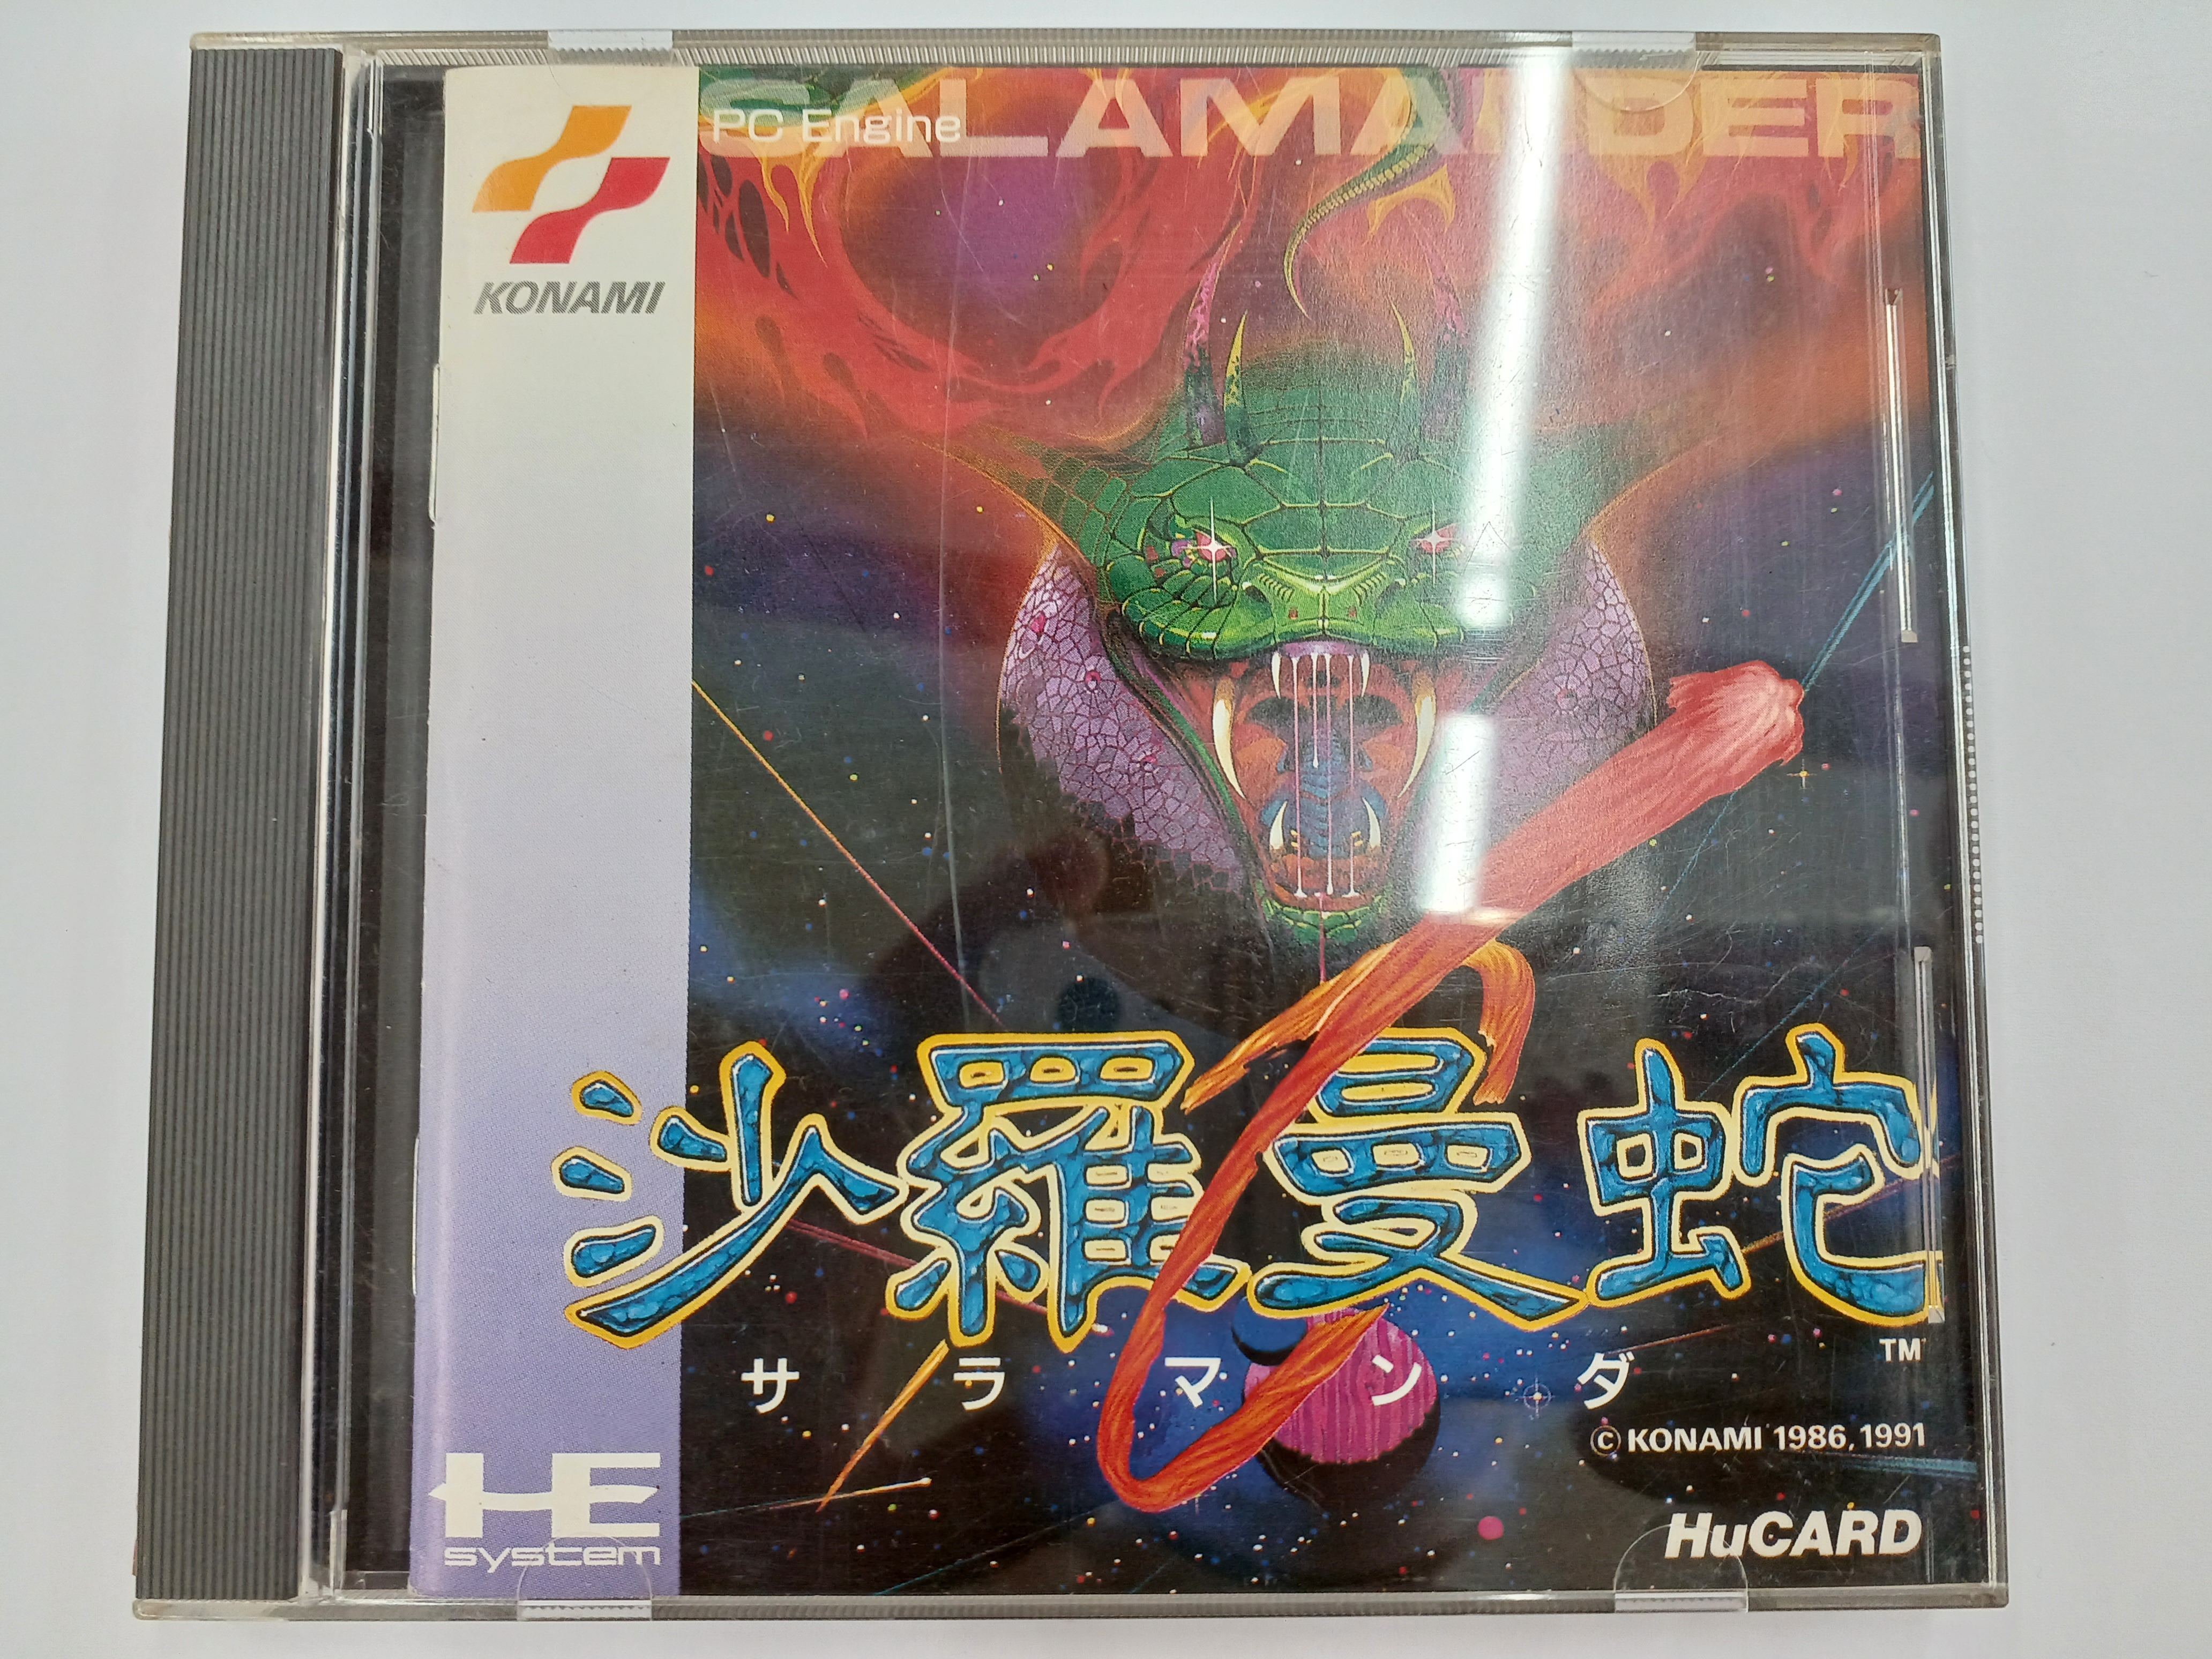 SALAMANDER
PC Engine
KONAMI
沙羅曼蛇
サラマンダ
TM
© KONAMI 1986, 1991
HE
system
HuCARD